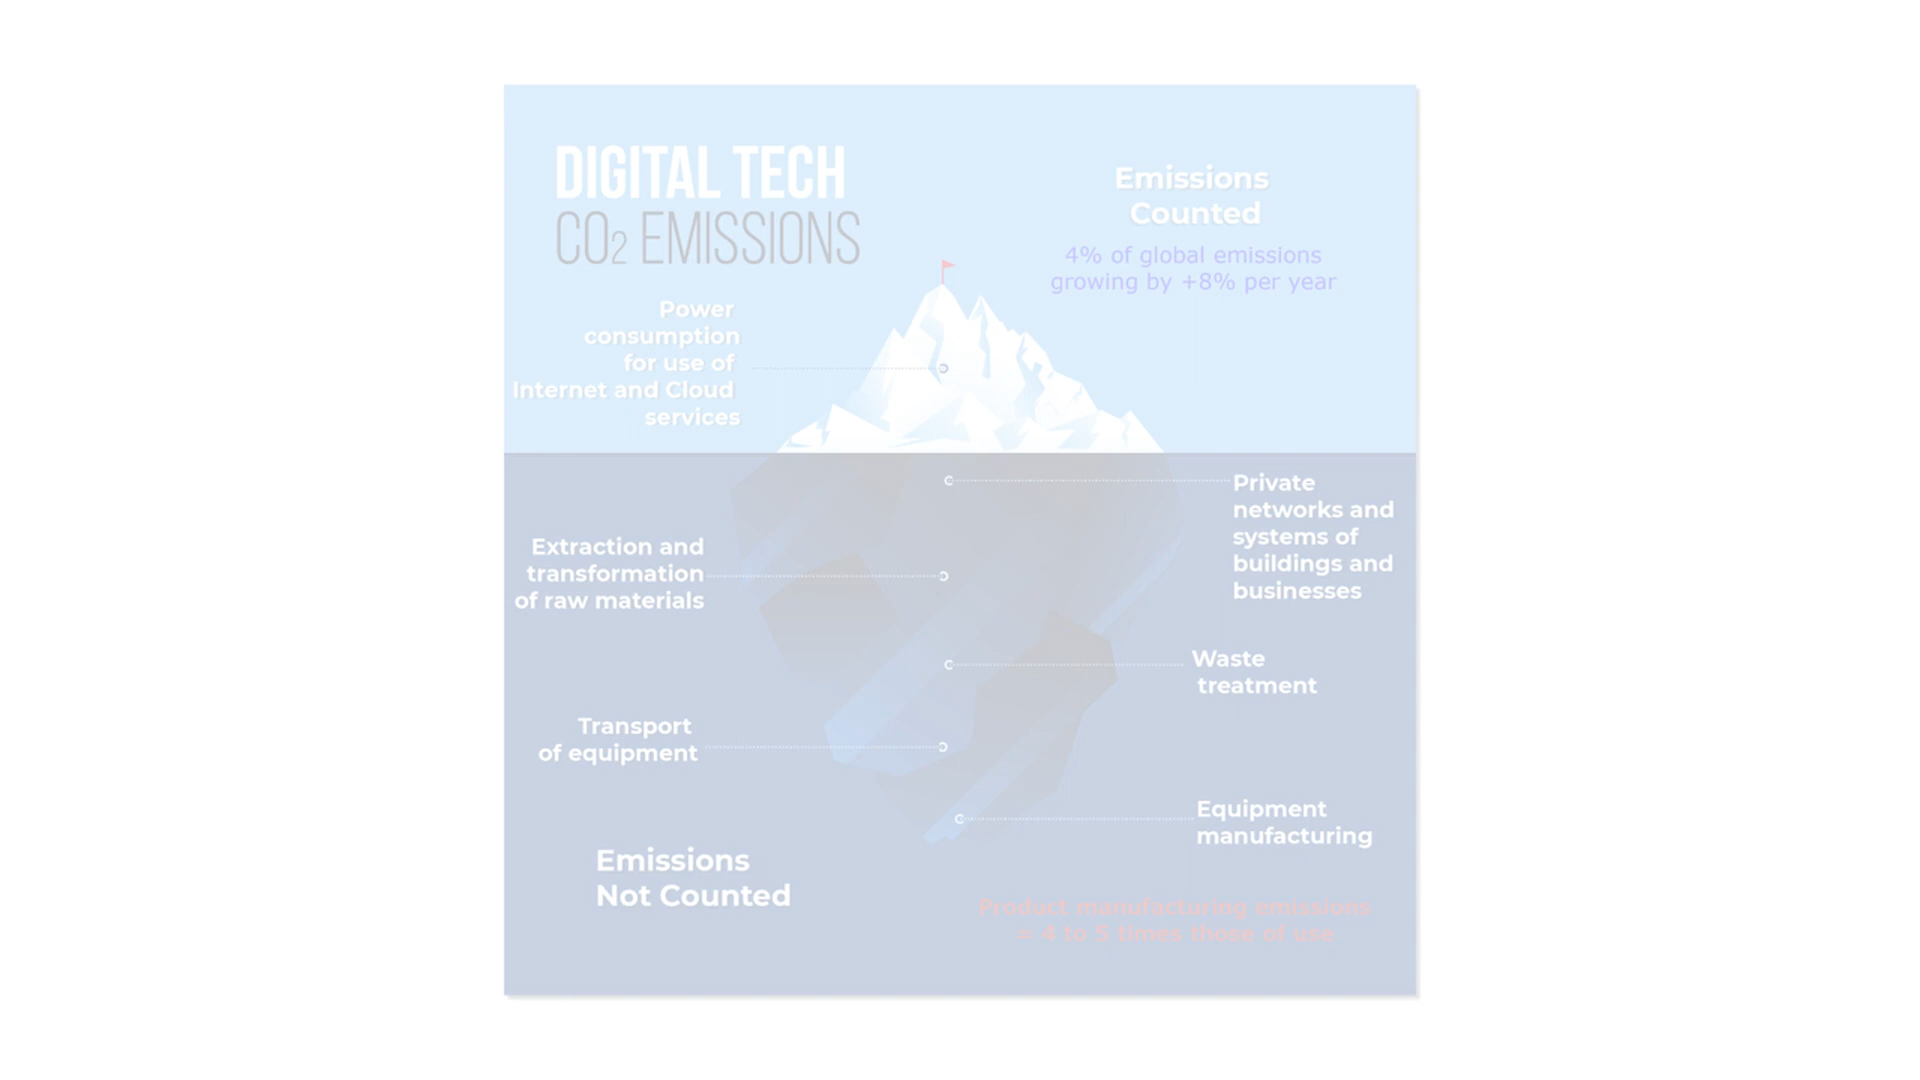 DIGITAL TECH
CO2 EMISSIONS
Emissions
Counted
4% of global emissions
growing by +8% per year
Power
consumption
for use of
Internet and Cloud
services
Private
networks and
systems of
buildings and
businesses
Extraction and
transformation
of raw materials
Waste
treatment
Transport
of equipment
Equipment
manufacturing
Emissions
Not Counted
Product manufacturing emissions
= 4 to 5 times those of use